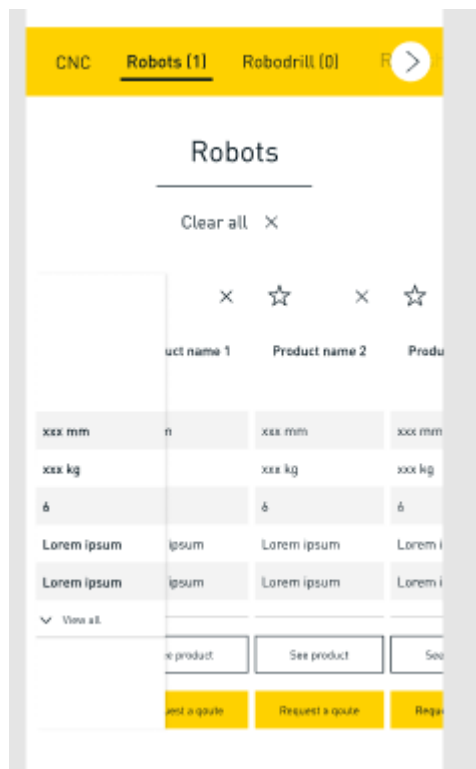 CNC Robots (1) Robodrill (0) R
Robots
Clear all
uct name 1 Product name 2 Produ
xxx mm m xxx mm xxx mm
xxx kg xxx kg xxx kg
6 6 6
Lorem ipsum ipsum Lorem ipsum Lorem i
Lorem ipsum ipsum Lorem ipsum Lorem i
View all
e product See product See
uest a qoute Request a qoute Requ